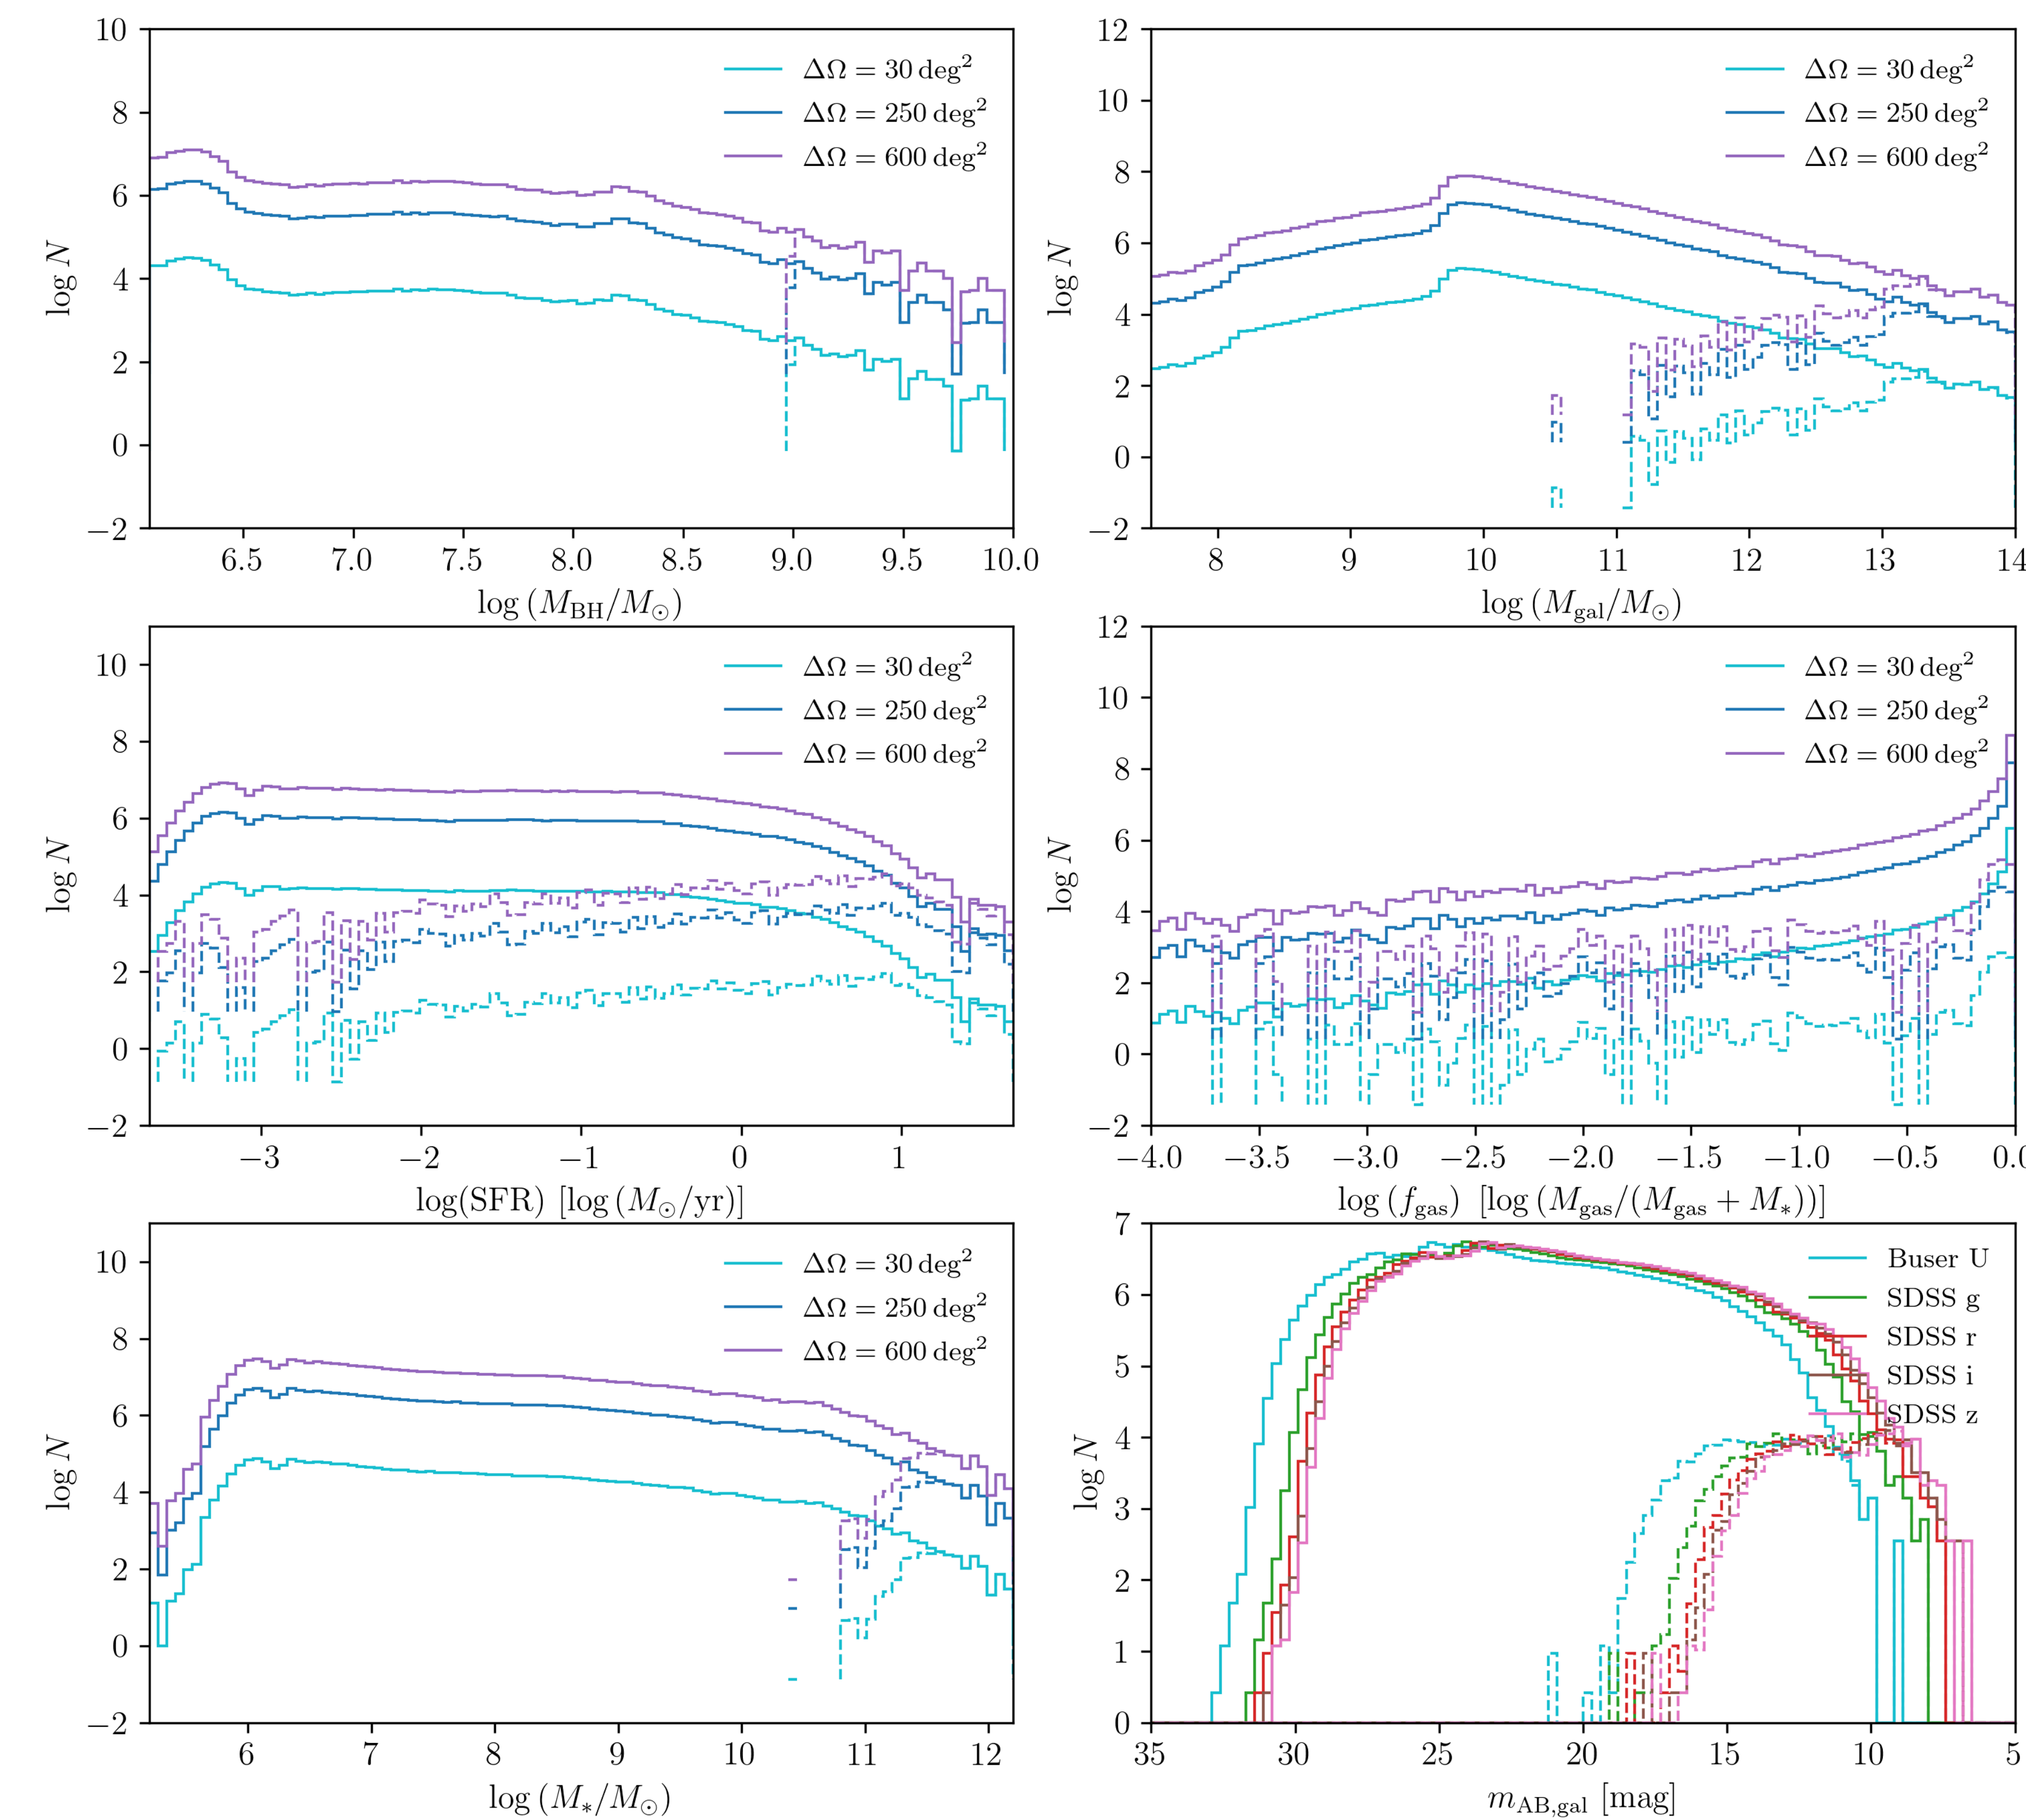 10
8
6
4
2
0
−2
log N
ΔΩ = 30 deg²
ΔΩ = 250 deg²
ΔΩ = 600 deg²
6.5 7.0 7.5 8.0 8.5 9.0 9.5 10.0
log (M_BH/M_⊙)
12
10
8
6
4
2
0
−2
log N
ΔΩ = 30 deg²
ΔΩ = 250 deg²
ΔΩ = 600 deg²
8 9 10 11 12 13 14
log (M_gal/M_⊙)
10
8
6
4
2
0
−2
log N
ΔΩ = 30 deg²
ΔΩ = 250 deg²
ΔΩ = 600 deg²
−3 −2 −1 0 1
log(SFR) [log (M_⊙/yr)]
12
10
8
6
4
2
0
−2
log N
ΔΩ = 30 deg²
ΔΩ = 250 deg²
ΔΩ = 600 deg²
−4.0 −3.5 −3.0 −2.5 −2.0 −1.5 −1.0 −0.5 0.0
log (f_gas) [log (M_gas/(M_gas + M_*))]
10
8
6
4
2
0
−2
log N
ΔΩ = 30 deg²
ΔΩ = 250 deg²
ΔΩ = 600 deg²
6 7 8 9 10 11 12
log (M_*/M_⊙)
7
6
5
4
3
2
1
0
log N
Buser U
SDSS g
SDSS r
SDSS i
SDSS z
35 30 25 20 15 10 5
m_AB,gal [mag]